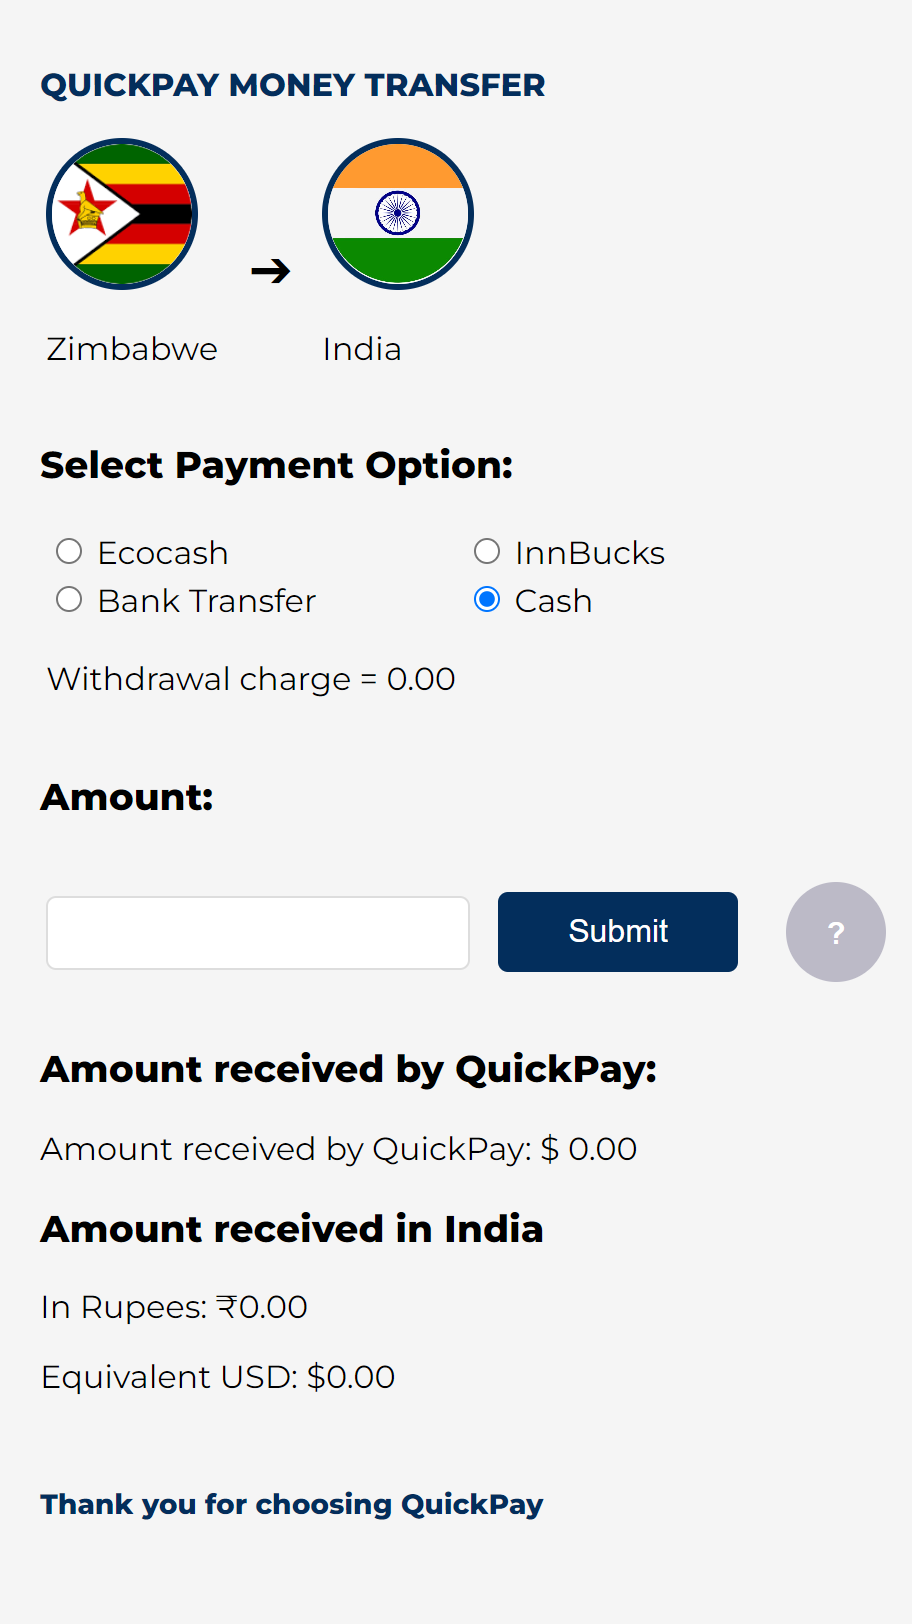 QUICKPAY MONEY TRANSFER
➔
Zimbabwe India
Select Payment Option:
Ecocash InnBucks
Bank Transfer Cash
Withdrawal charge = 0.00
Amount:
Submit ?
Amount received by QuickPay:
Amount received by QuickPay: $ 0.00
Amount received in India
In Rupees: ₹0.00
Equivalent USD: $0.00
Thank you for choosing QuickPay